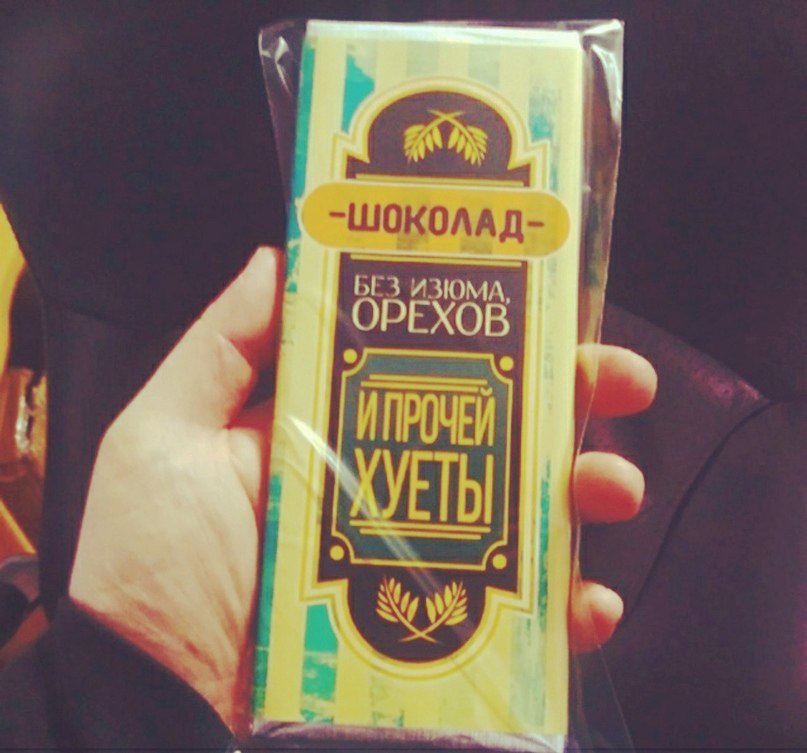 -ШОКОЛАД-
БЕЗ ИЗЮМА,
ОРЕХОВ
И ПРОЧЕЙ
ХУЕТЫ